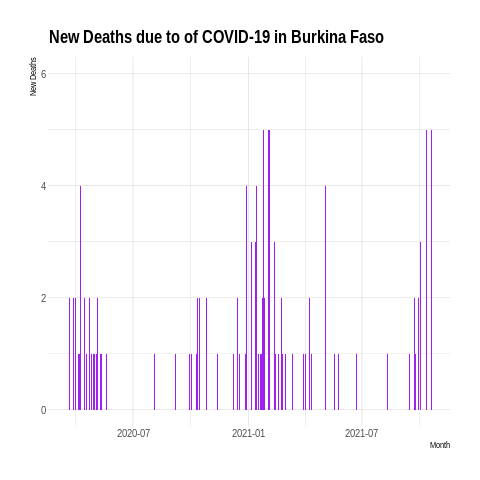 New Deaths due to of COVID-19 in Burkina Faso
New Deaths
6
4
2
0
2020-07 2021-01 2021-07
Month